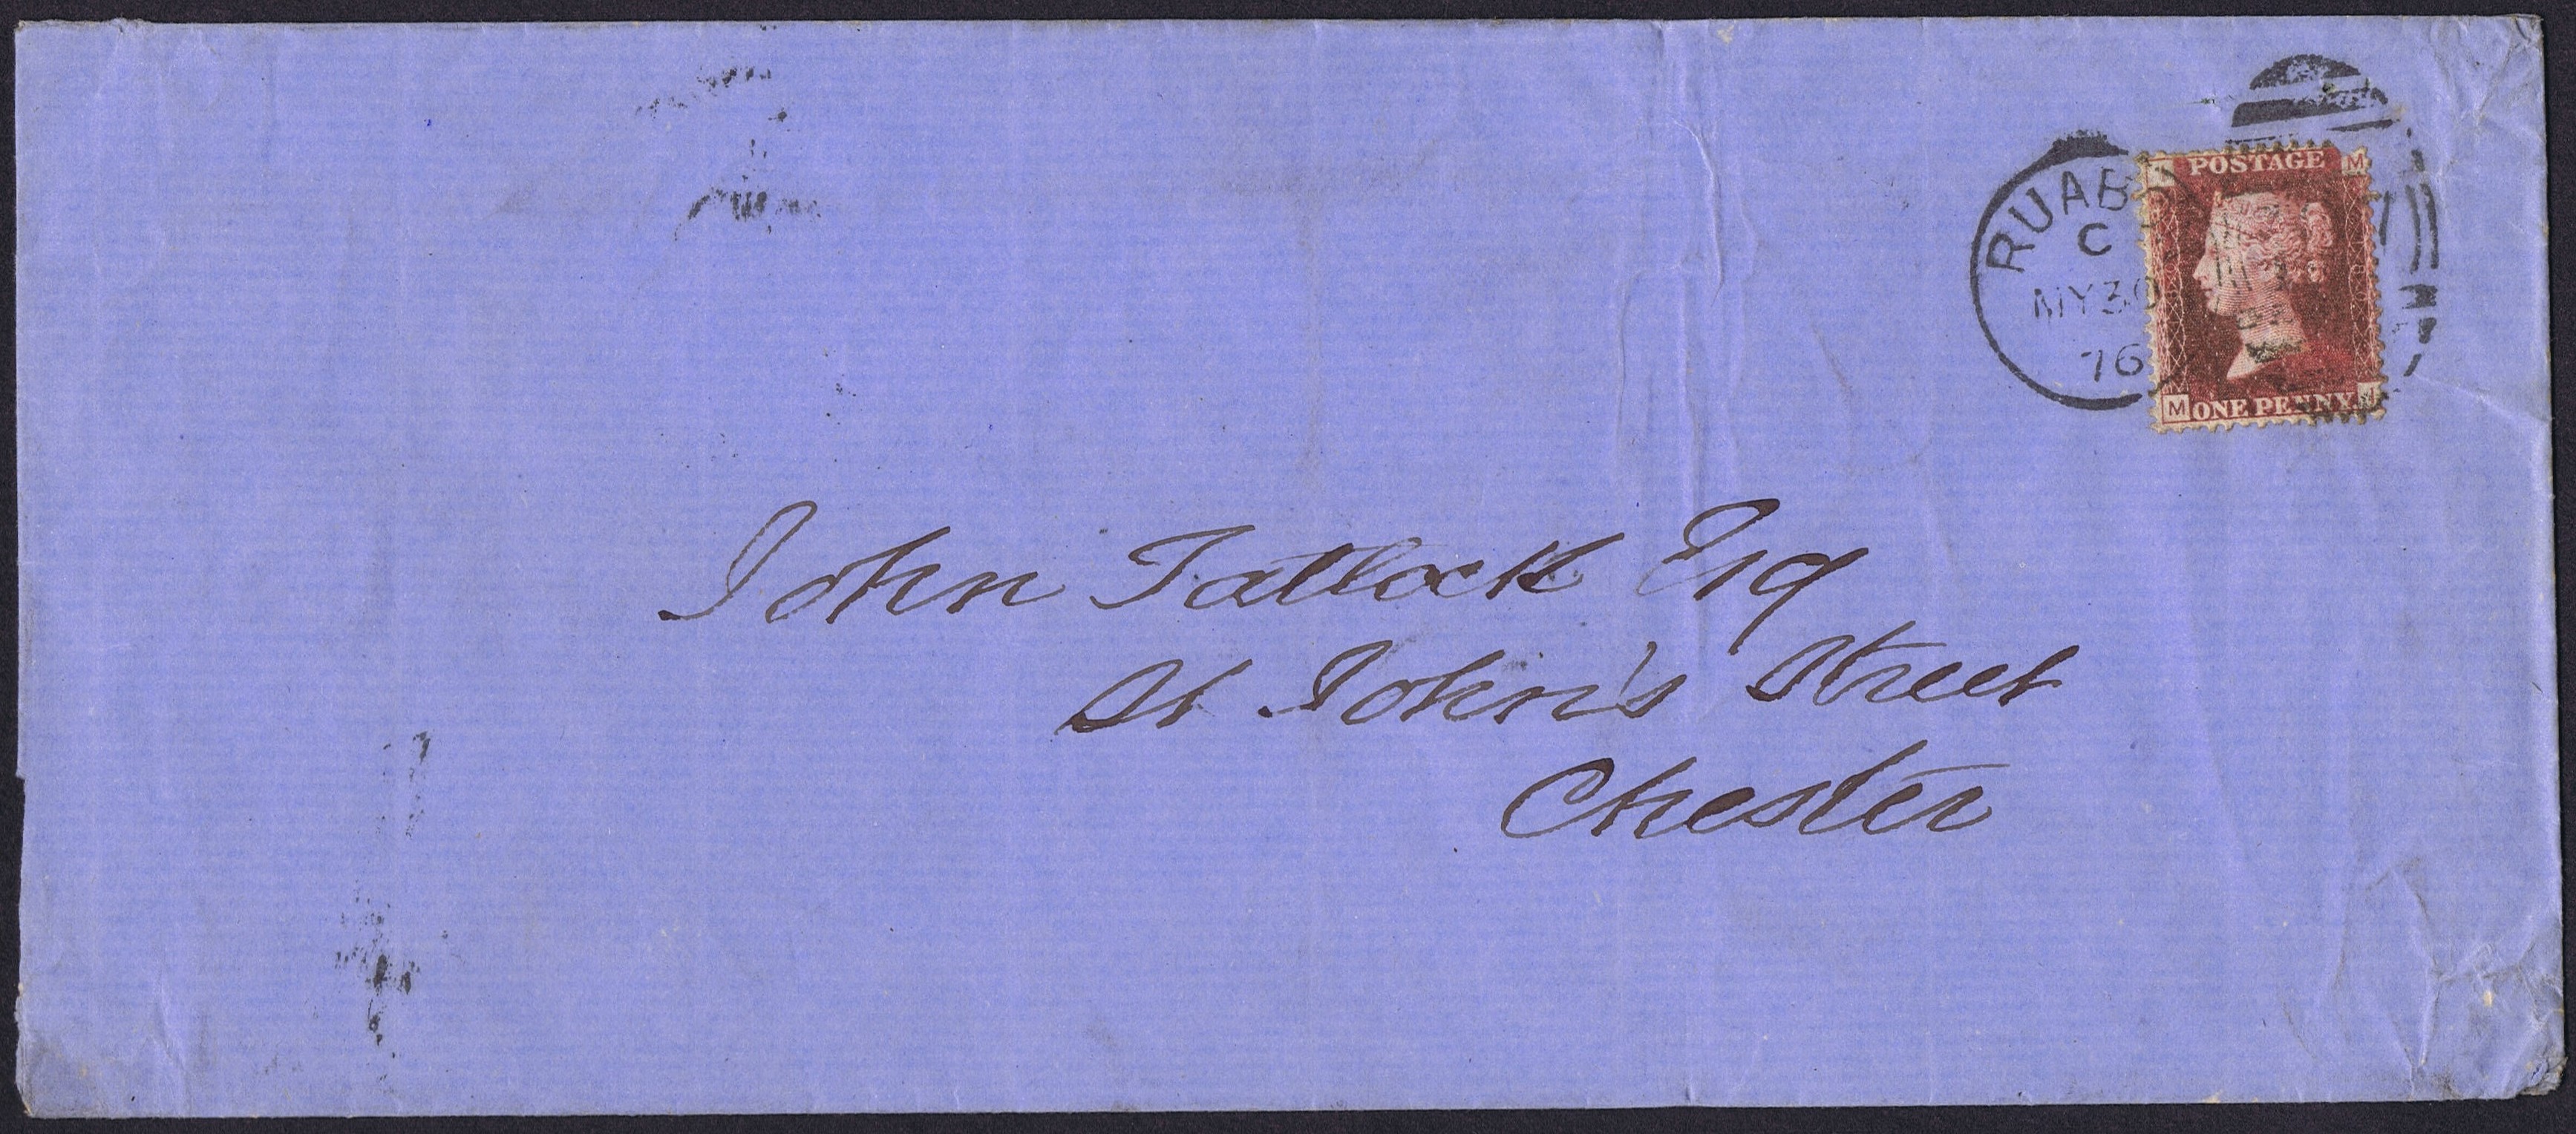 POSTAGE M
RUAB
C
MY30
76
M ONE PENNY J
John Tatlock Esq
St John's Street
Chester